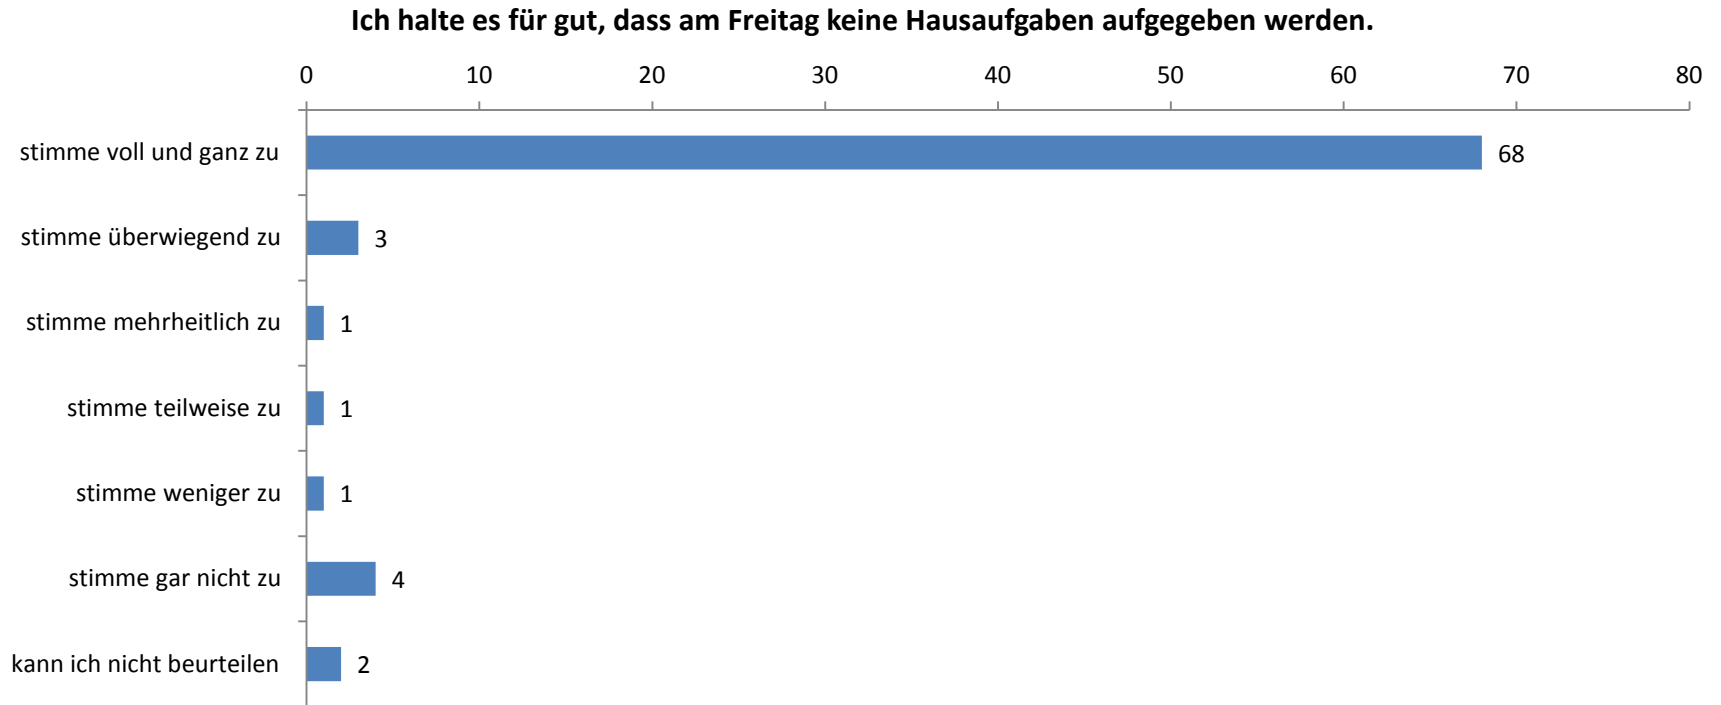 Ich halte es für gut, dass am Freitag keine Hausaufgaben aufgegeben werden.
0 10 20 30 40 50 60 70 80
stimme voll und ganz zu 68
stimme überwiegend zu 3
stimme mehrheitlich zu 1
stimme teilweise zu 1
stimme weniger zu 1
stimme gar nicht zu 4
kann ich nicht beurteilen 2